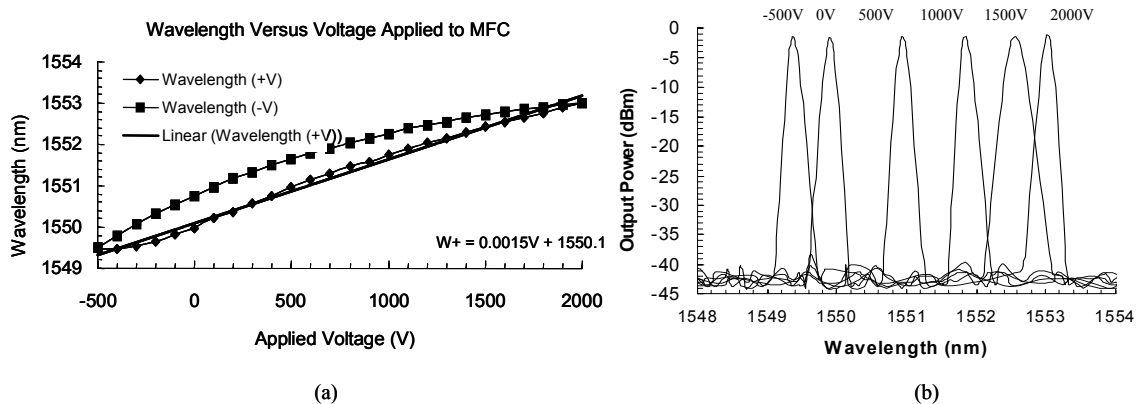 Wavelength Versus Voltage Applied to MFC
1554
1553
1552
1551
1550
1549
Wavelength (nm)
Wavelength (+V)
Wavelength (-V)
Linear (Wavelength (+V))
W+ = 0.0015V + 1550.1
-500 0 500 1000 1500 2000
Applied Voltage (V)
(a)
-500V 0V 500V 1000V 1500V 2000V
0
-5
-10
-15
-20
-25
-30
-35
-40
-45
Output Power (dBm)
1548 1549 1550 1551 1552 1553 1554
Wavelength (nm)
(b)